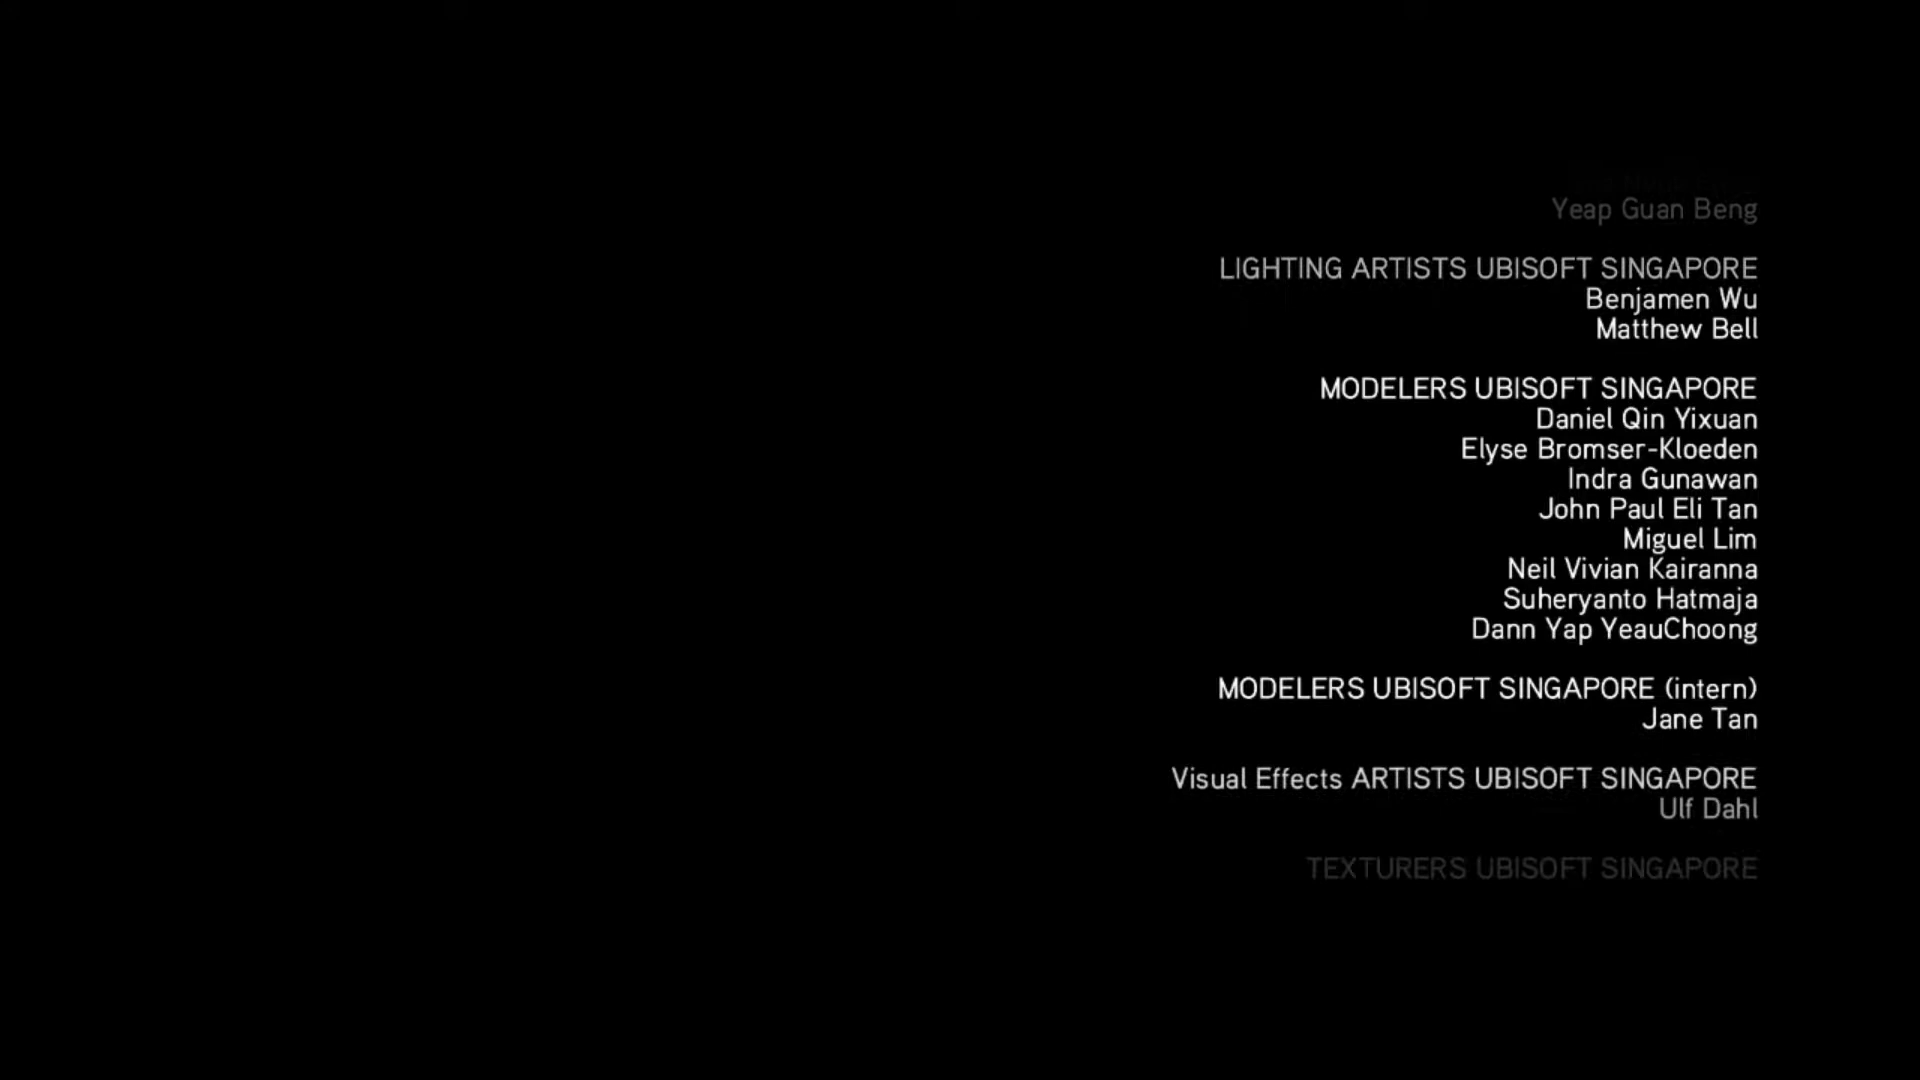 Yeap Guan Beng
LIGHTING ARTISTS UBISOFT SINGAPORE
Benjamen Wu
Matthew Bell
MODELERS UBISOFT SINGAPORE
Daniel Qin Yixuan
Elyse Bromser-Kloeden
Indra Gunawan
John Paul Eli Tan
Miguel Lim
Neil Vivian Kairanna
Suheryanto Hatmaja
Dann Yap YeauChoong
MODELERS UBISOFT SINGAPORE (intern)
Jane Tan
Visual Effects ARTISTS UBISOFT SINGAPORE
Ulf Dahl
TEXTURERS UBISOFT SINGAPORE